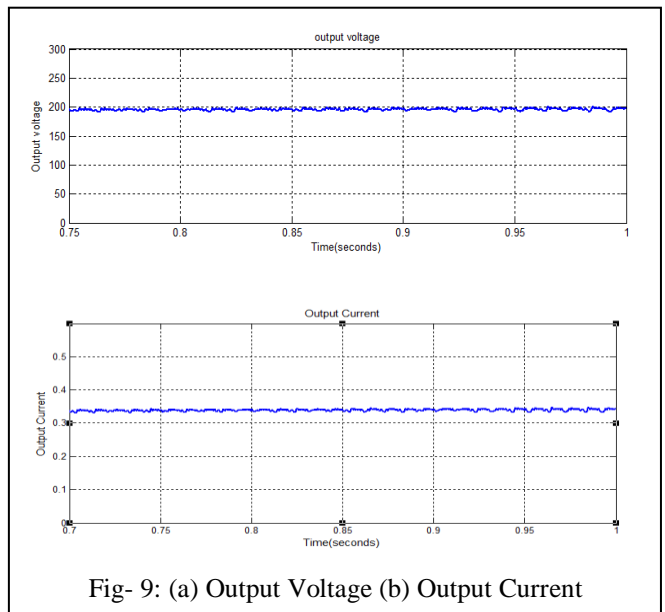 output voltage
300
250
200
150
100
50
0
Output voltage
0.75 0.8 0.85 0.9 0.95 1
Time(seconds)
Output Current
0.5
0.4
0.3
0.2
0.1
0
Output Current
0.7 0.75 0.8 0.85 0.9 0.95 1
Time(seconds)
Fig- 9: (a) Output Voltage (b) Output Current